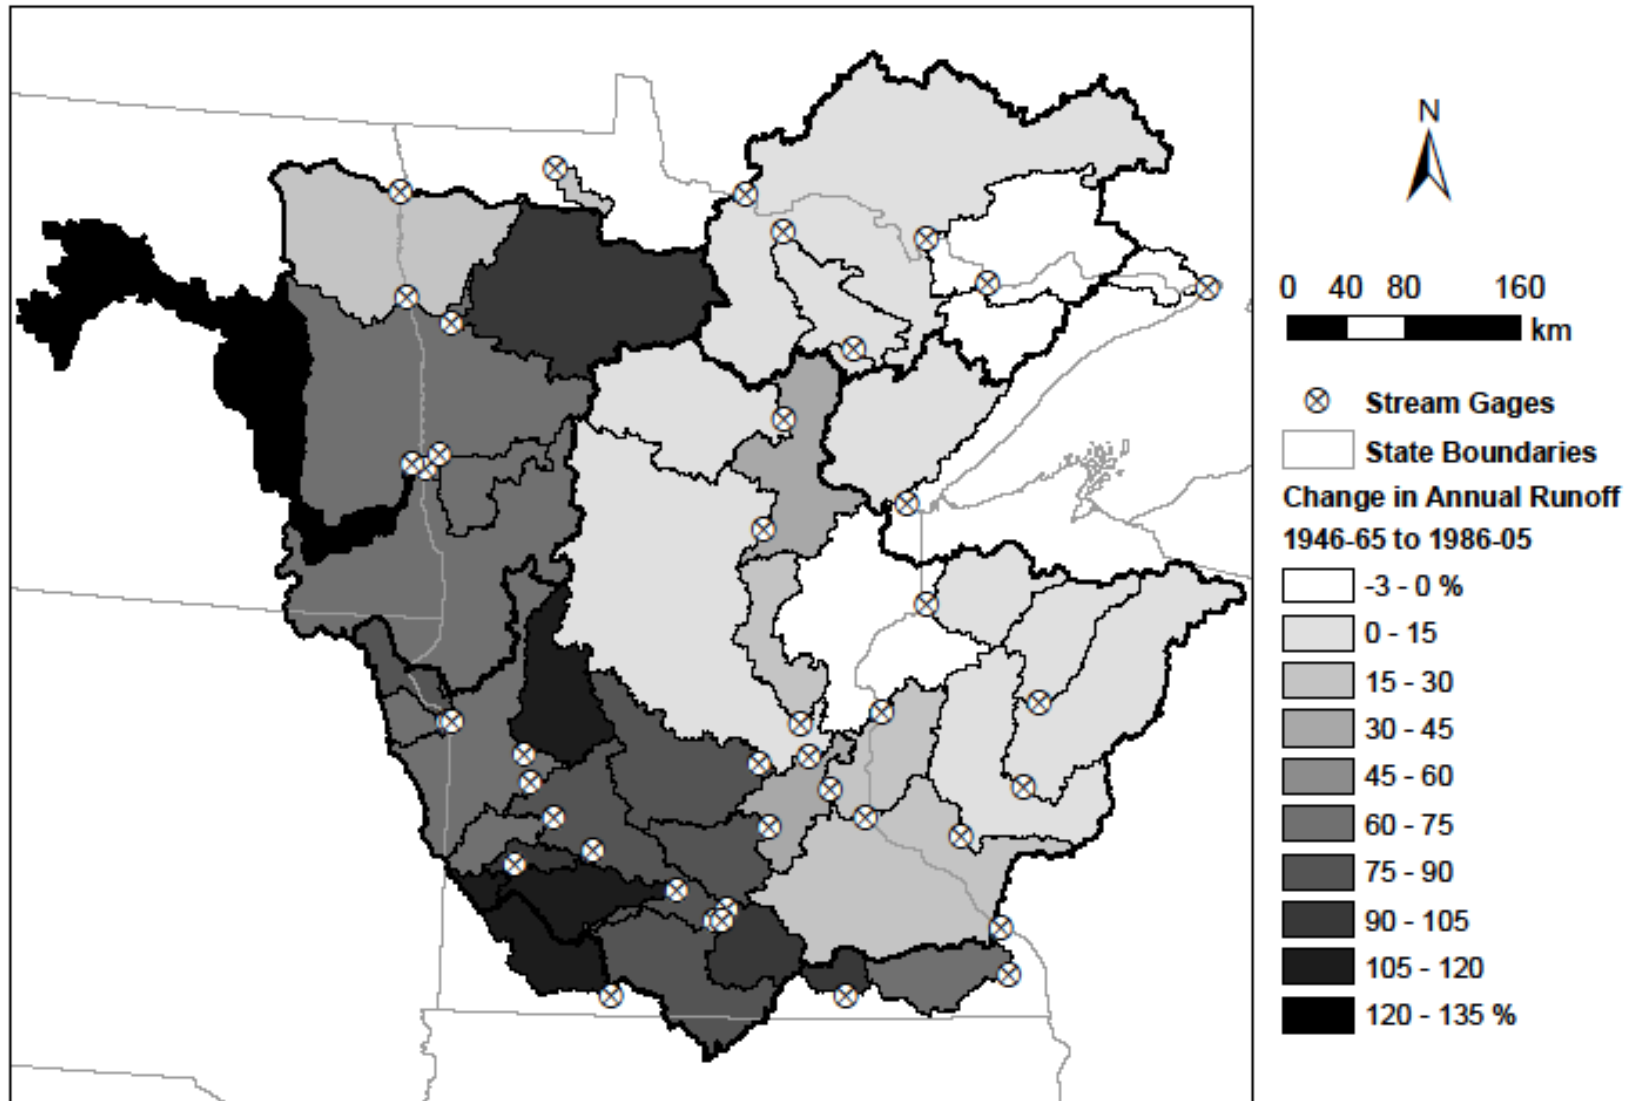 N
0 40 80 160
km
Stream Gages
State Boundaries
Change in Annual Runoff
1946-65 to 1986-05
-3 - 0 %
0 - 15
15 - 30
30 - 45
45 - 60
60 - 75
75 - 90
90 - 105
105 - 120
120 - 135 %